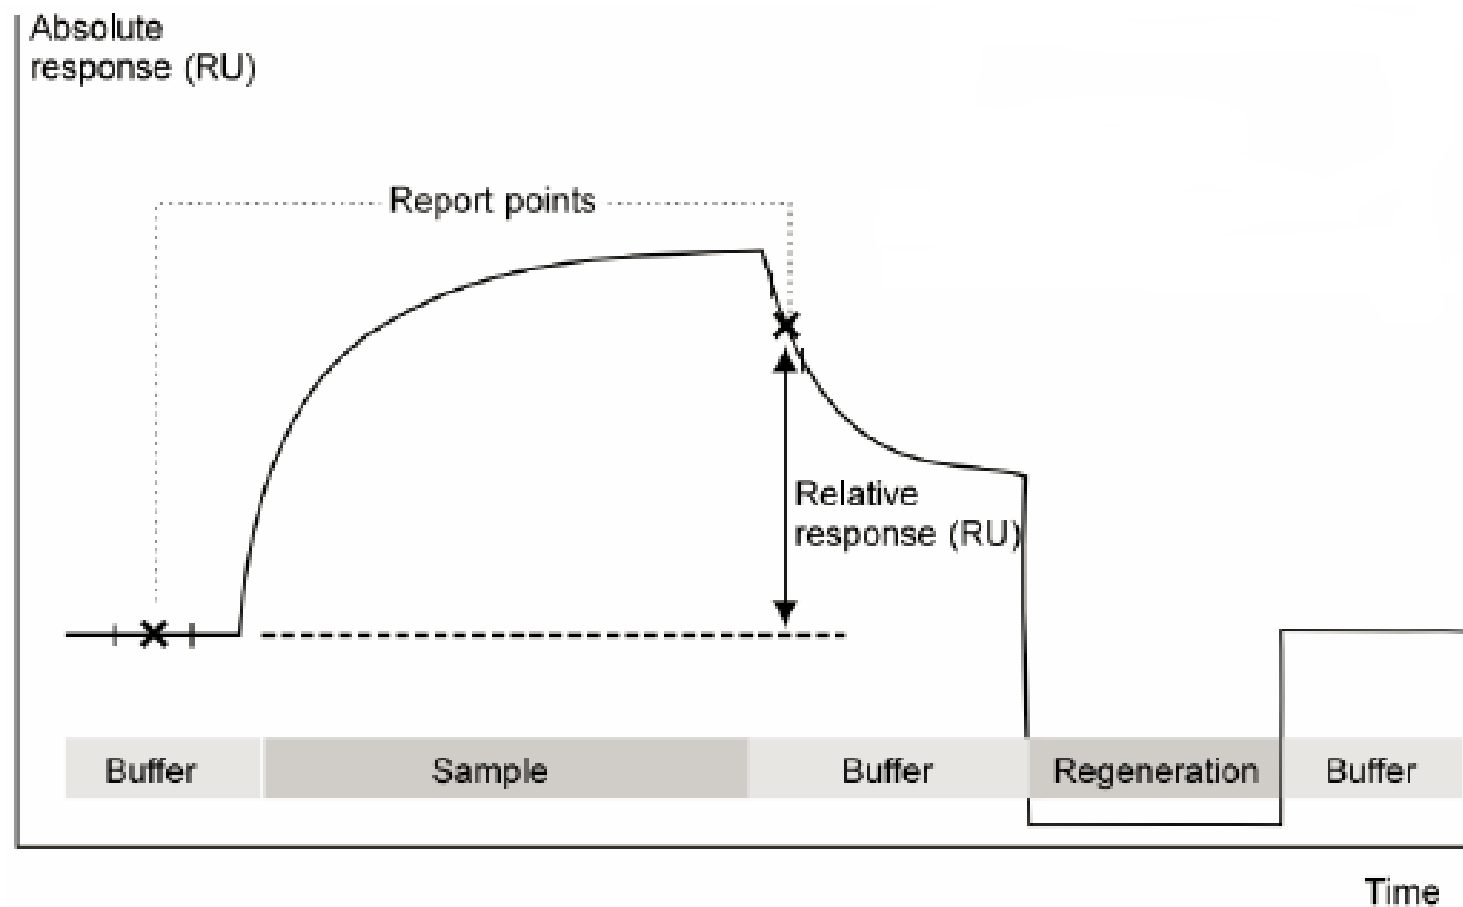 Absolute
response (RU)
Report points
Relative
response (RU)
Buffer
Sample
Buffer
Regeneration
Buffer
Time